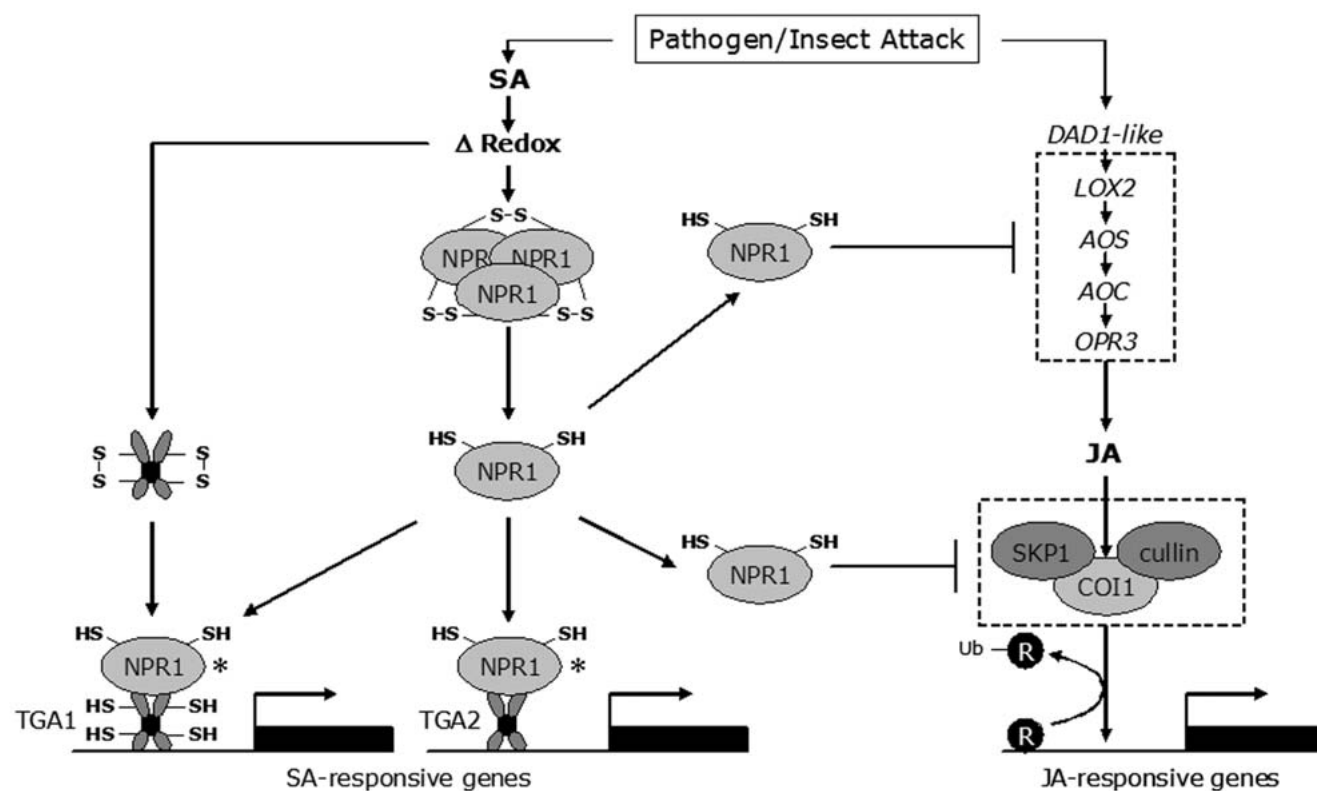 Pathogen/Insect Attack
SA
Δ Redox
DAD1-like
LOX2
AOS
AOC
OPR3
S-S
NPR NPR1
NPR1
S-S S-S
HS SH
NPR1
HS SH
NPR1
S S
S S
JA
HS SH
NPR1
SKP1 cullin
COI1
HS SH
NPR1 *
TGA1 HS SH
HS SH
HS SH
NPR1 *
TGA2
Ub R
R
SA-responsive genes
JA-responsive genes